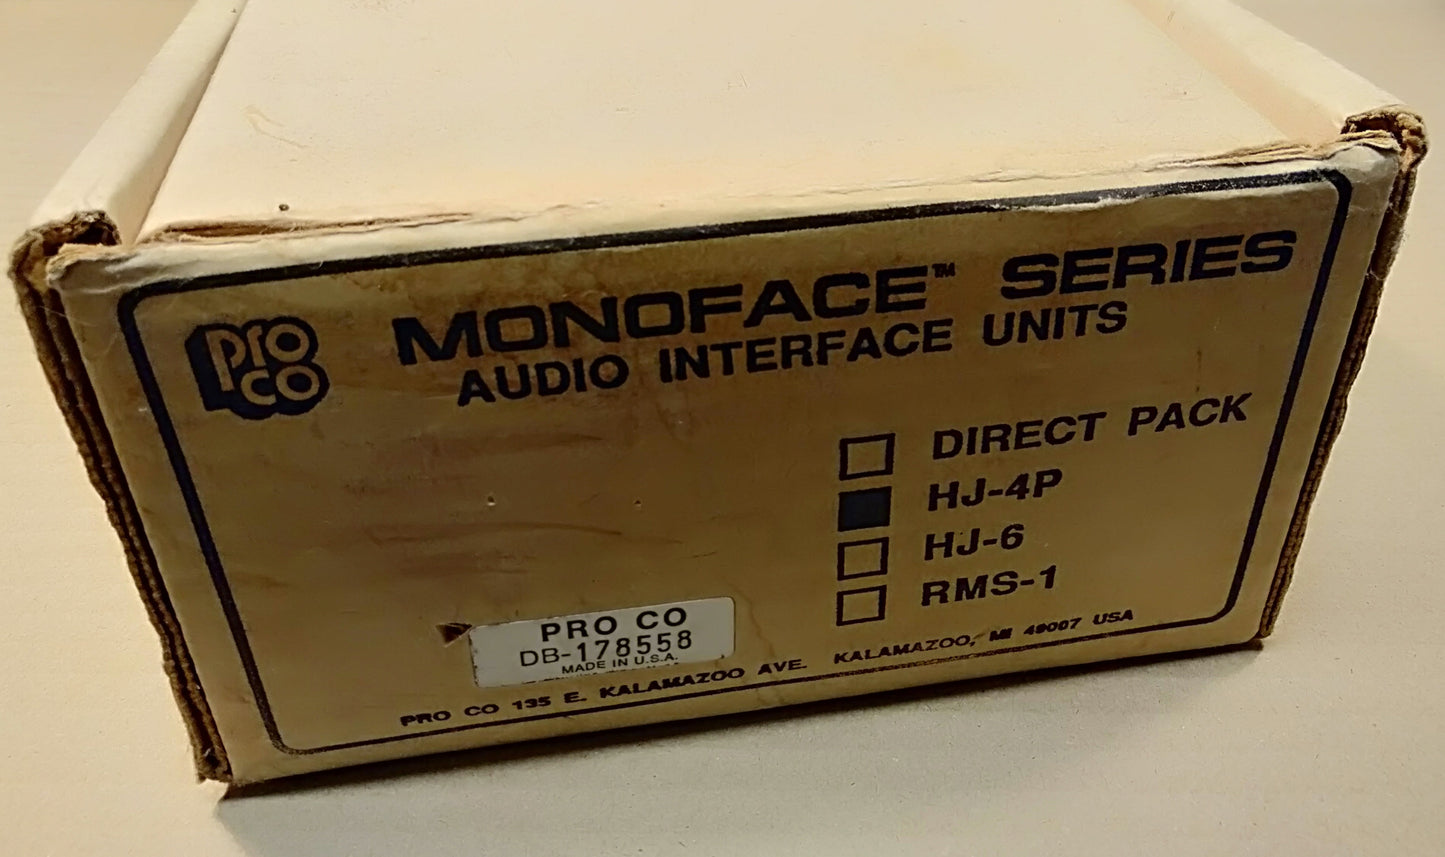 PRO CO
MONOFACE™ SERIES
AUDIO INTERFACE UNITS
DIRECT PACK
HJ-4P
HJ-6
RMS-1
PRO CO
DB-178558
MADE IN U.S.A.
PRO CO 135 E. KALAMAZOO AVE. KALAMAZOO, MI 49007 USA